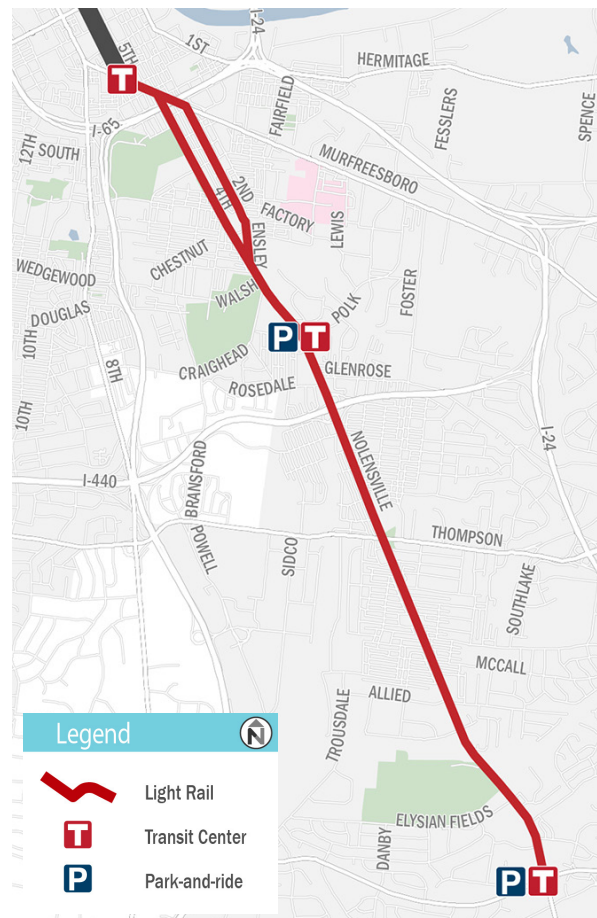 5TH
1ST
I-24
HERMITAGE
I-65
FAIRFIELD
FESSLERS
SPENCE
12TH
SOUTH
MURFREESBORO
2ND
4TH
FACTORY
LEWIS
ENSLEY
CHESTNUT
WEDGEWOOD
WALSH
DOUGLAS
POLK
FOSTER
10TH
P T
8TH
CRAIGHEAD
GLENROSE
ROSEDALE
10TH
I-24
NOLENSVILLE
I-440
BRANSFORD
POWELL
SIDCO
THOMPSON
SOUTHLAKE
MCCALL
ALLIED
TROUSDALE
ELYSIAN FIELDS
DANBY
P T
T
Legend
N
Light Rail
T Transit Center
P Park-and-ride